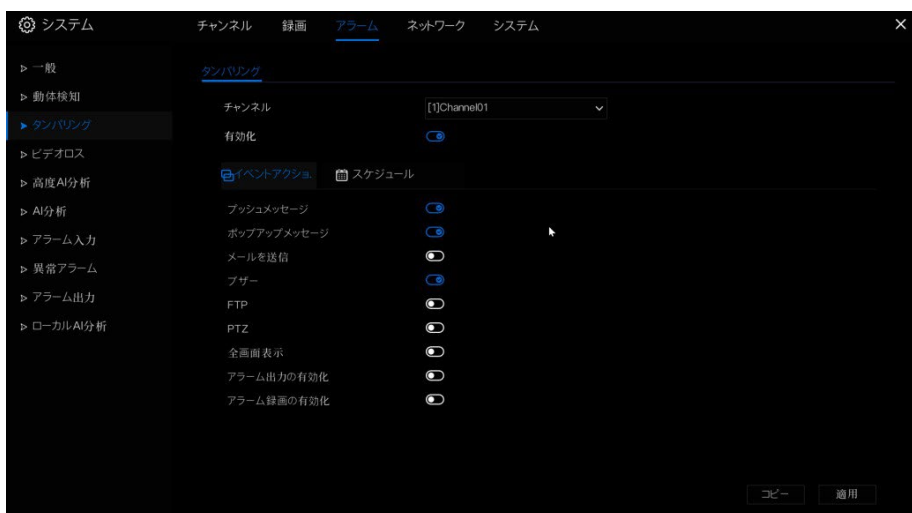 システム
チャンネル 録画 アラーム ネットワーク システム
一般
動体検知
タンパリング
ビデオロス
高度AI分析
AI分析
アラーム入力
異常アラーム
アラーム出力
ローカルAI分析
タンパリング
チャンネル [1]Channel01
有効化
イベントアクショ. スケジュール
プッシュメッセージ
ポップアップメッセージ
メールを送信
ブザー
FTP
PTZ
全画面表示
アラーム出力の有効化
アラーム録画の有効化
コピー 適用